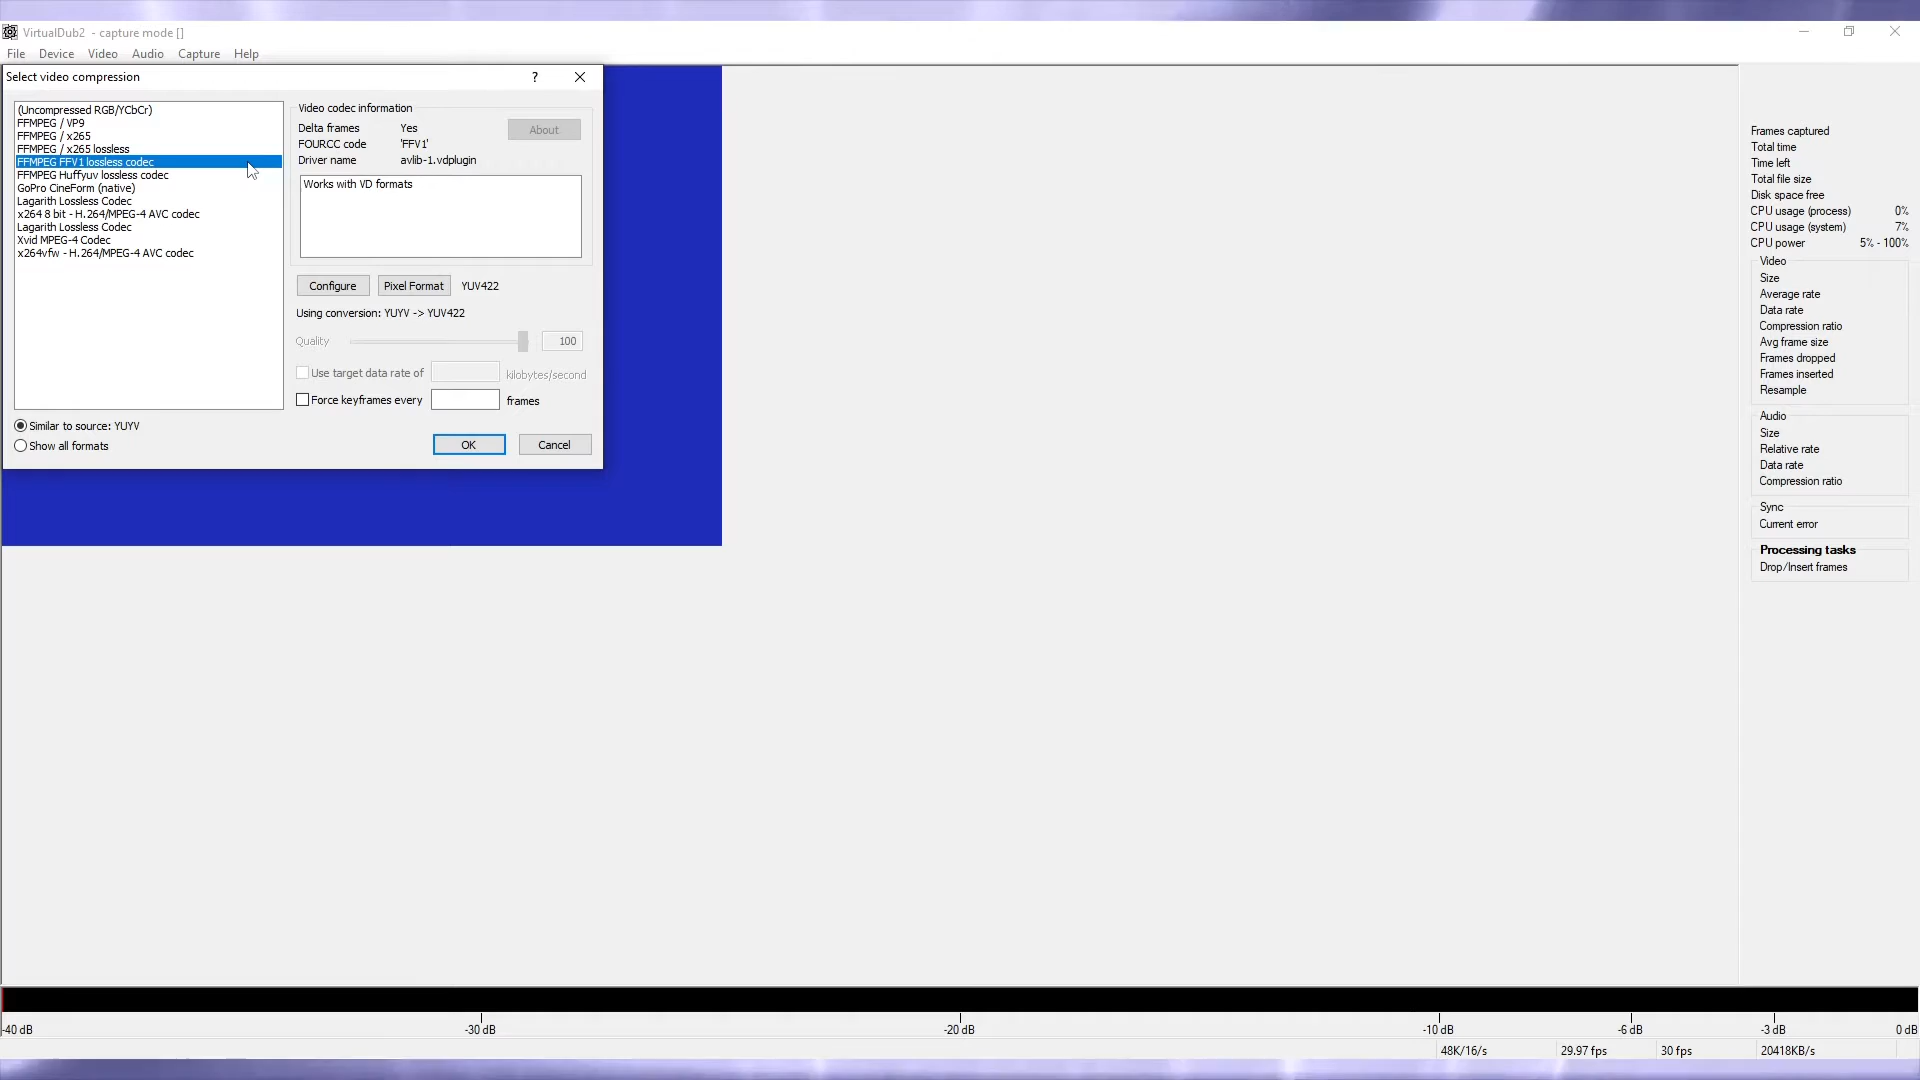 VirtualDub2 - capture mode []
File Device Video Audio Capture Help
Select video compression ?
(Uncompressed RGB/YCbCr)
FFMPEG / VP9
FFMPEG / x265
FFMPEG / x265 lossless
FFMPEG FFV1 lossless codec
FFMPEG Huffyuv lossless codec
GoPro CineForm (native)
Lagarith Lossless Codec
x264 8 bit - H.264/MPEG-4 AVC codec
Lagarith Lossless Codec
Xvid MPEG-4 Codec
x264vfw - H.264/MPEG-4 AVC codec
Similar to source: YUYV
Show all formats
Video codec information
Delta frames Yes
About
FOURCC code 'FFV1'
Driver name avlib-1.vdplugin
Works with VD formats
Configure Pixel Format YUV422
Using conversion: YUYV -> YUV422
Quality 100
Use target data rate of kilobytes/second
Force keyframes every frames
OK Cancel
Frames captured
Total time
Time left
Total file size
Disk space free
CPU usage (process) 0%
CPU usage (system) 7%
CPU power 5% - 100%
Video
Size
Average rate
Data rate
Compression ratio
Avg frame size
Frames dropped
Frames inserted
Resample
Audio
Size
Relative rate
Data rate
Compression ratio
Sync
Current error
Processing tasks
Drop/Insert frames
-40 dB -30 dB -20 dB -10 dB -6 dB -3 dB 0 dB
48K/16/s 29.97 fps 30 fps 20418KB/s